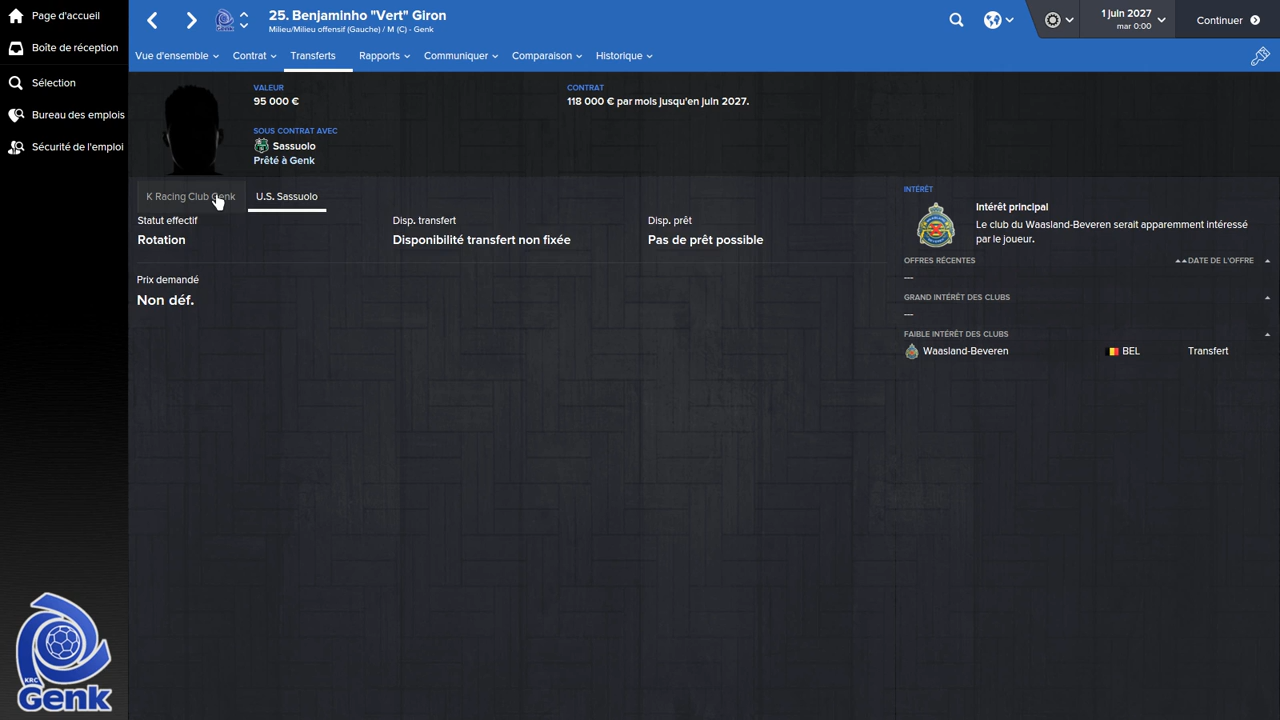 Page d'accueil
Boîte de réception
Sélection
Bureau des emplois
Sécurité de l'emploi
25. Benjaminho "Vert" Giron
Milieu/Milieu offensif (Gauche) / M (C) - Genk
1 juin 2027
mar 0:00
Continuer
Vue d'ensemble
Contrat
Transferts
Rapports
Communiquer
Comparaison
Historique
VALEUR
95 000 €
CONTRAT
118 000 € par mois jusqu'en juin 2027.
SOUS CONTRAT AVEC
Sassuolo
Prêté à Genk
K Racing Club Genk
U.S. Sassuolo
Statut effectif
Rotation
Disp. transfert
Disponibilité transfert non fixée
Disp. prêt
Pas de prêt possible
Prix demandé
Non déf.
INTÉRÊT
Intérêt principal
Le club du Waasland-Beveren serait apparemment intéressé
par le joueur.
OFFRES RÉCENTES
DATE DE L'OFFRE
---
GRAND INTÉRÊT DES CLUBS
---
FAIBLE INTÉRÊT DES CLUBS
Waasland-Beveren
BEL
Transfert
KRC
Genk